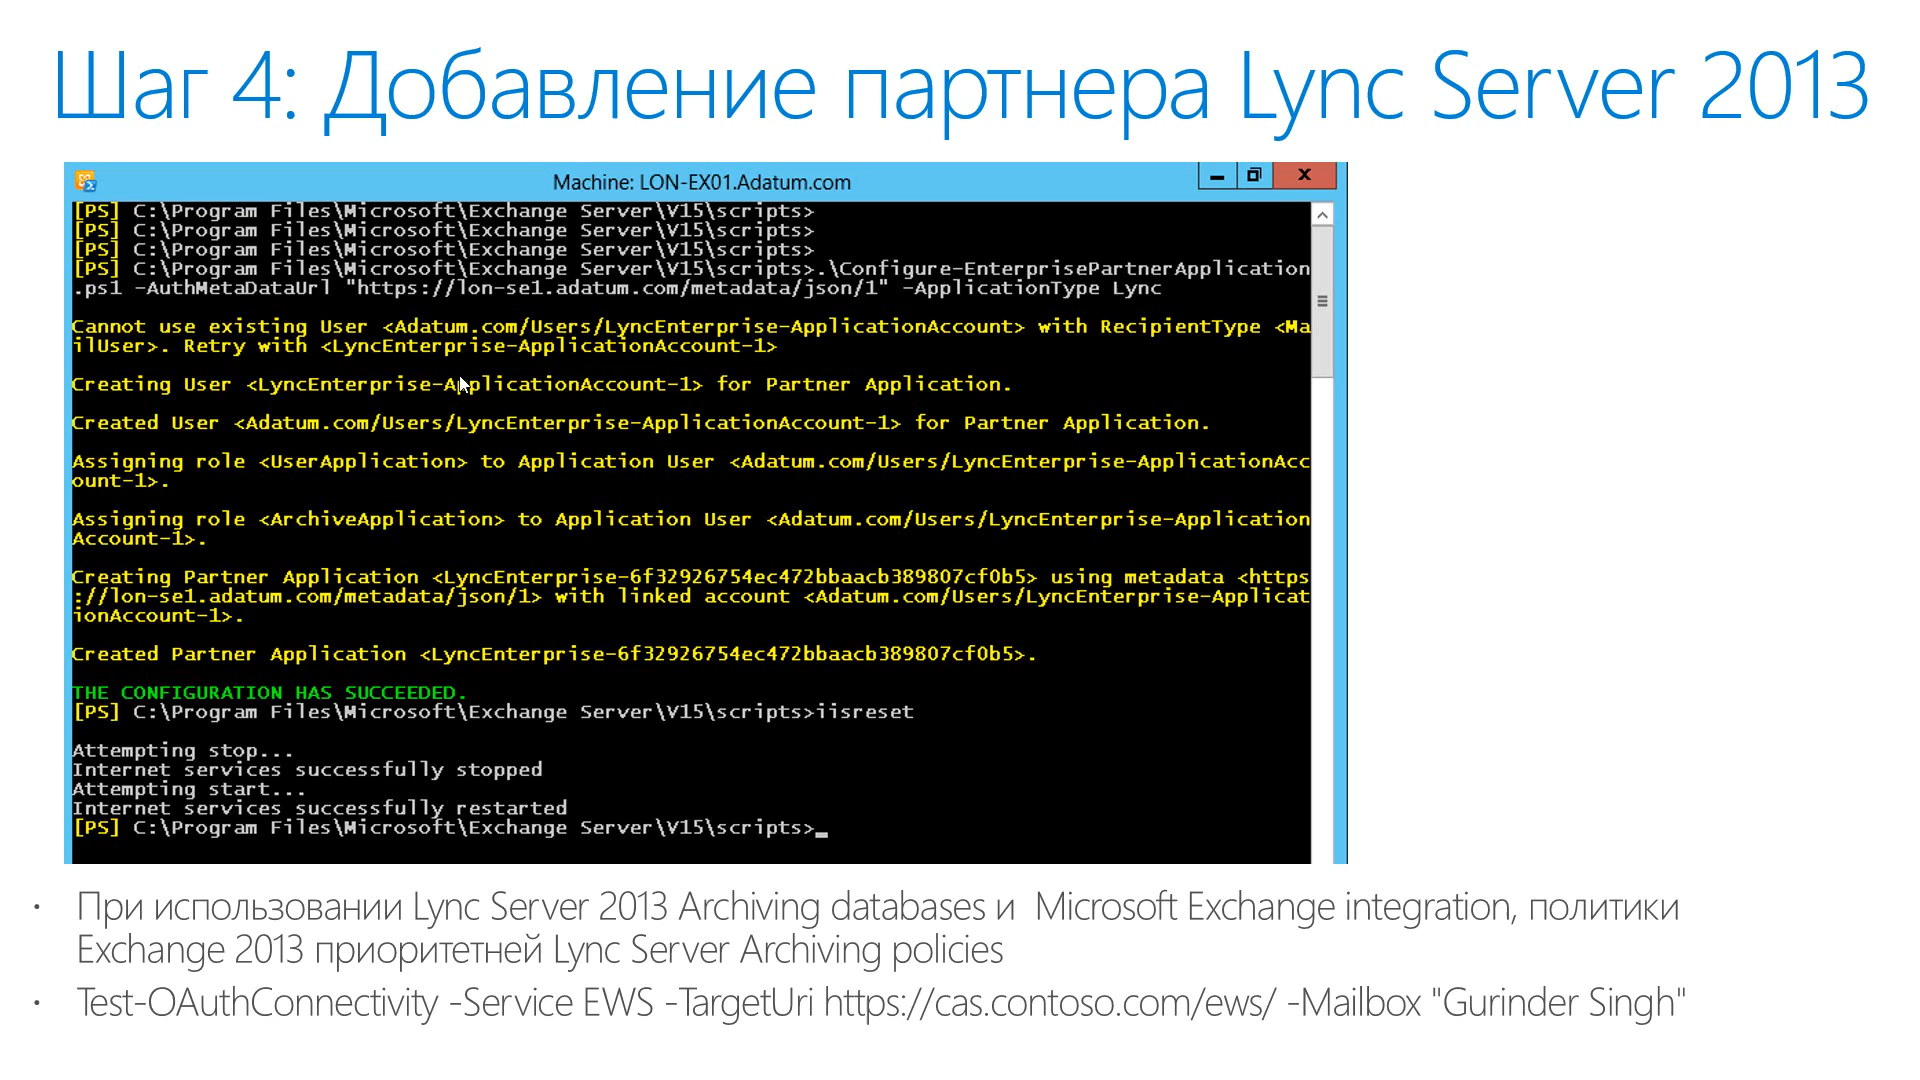 Шаг 4: Добавление партнера Lync Server 2013
Machine: LON-EX01.Adatum.com
[PS] C:\Program Files\Microsoft\Exchange Server\V15\scripts>
[PS] C:\Program Files\Microsoft\Exchange Server\V15\scripts>
[PS] C:\Program Files\Microsoft\Exchange Server\V15\scripts>
[PS] C:\Program Files\Microsoft\Exchange Server\V15\scripts>.\Configure-EnterprisePartnerApplication
.ps1 -AuthMetaDataUrl "https://lon-se1.adatum.com/metadata/json/1" -ApplicationType Lync
Cannot use existing User <Adatum.com/Users/LyncEnterprise-ApplicationAccount> with RecipientType <Ma
ilUser>. Retry with <LyncEnterprise-ApplicationAccount-1>
Creating User <LyncEnterprise-ApplicationAccount-1> for Partner Application.
Created User <Adatum.com/Users/LyncEnterprise-ApplicationAccount-1> for Partner Application.
Assigning role <UserApplication> to Application User <Adatum.com/Users/LyncEnterprise-ApplicationAcc
ount-1>.
Assigning role <ArchiveApplication> to Application User <Adatum.com/Users/LyncEnterprise-Application
Account-1>.
Creating Partner Application <LyncEnterprise-6f32926754ec472bbaacb389807cf0b5> using metadata <https
://lon-se1.adatum.com/metadata/json/1> with linked account <Adatum.com/Users/LyncEnterprise-Applicat
ionAccount-1>.
Created Partner Application <LyncEnterprise-6f32926754ec472bbaacb389807cf0b5>.
THE CONFIGURATION HAS SUCCEEDED.
[PS] C:\Program Files\Microsoft\Exchange Server\V15\scripts>iisreset
Attempting stop...
Internet services successfully stopped
Attempting start...
Internet services successfully restarted
[PS] C:\Program Files\Microsoft\Exchange Server\V15\scripts>_
· При использовании Lync Server 2013 Archiving databases и Microsoft Exchange integration, политики
Exchange 2013 приоритетней Lync Server Archiving policies
· Test-OAuthConnectivity -Service EWS -TargetUri https://cas.contoso.com/ews/ -Mailbox "Gurinder Singh"